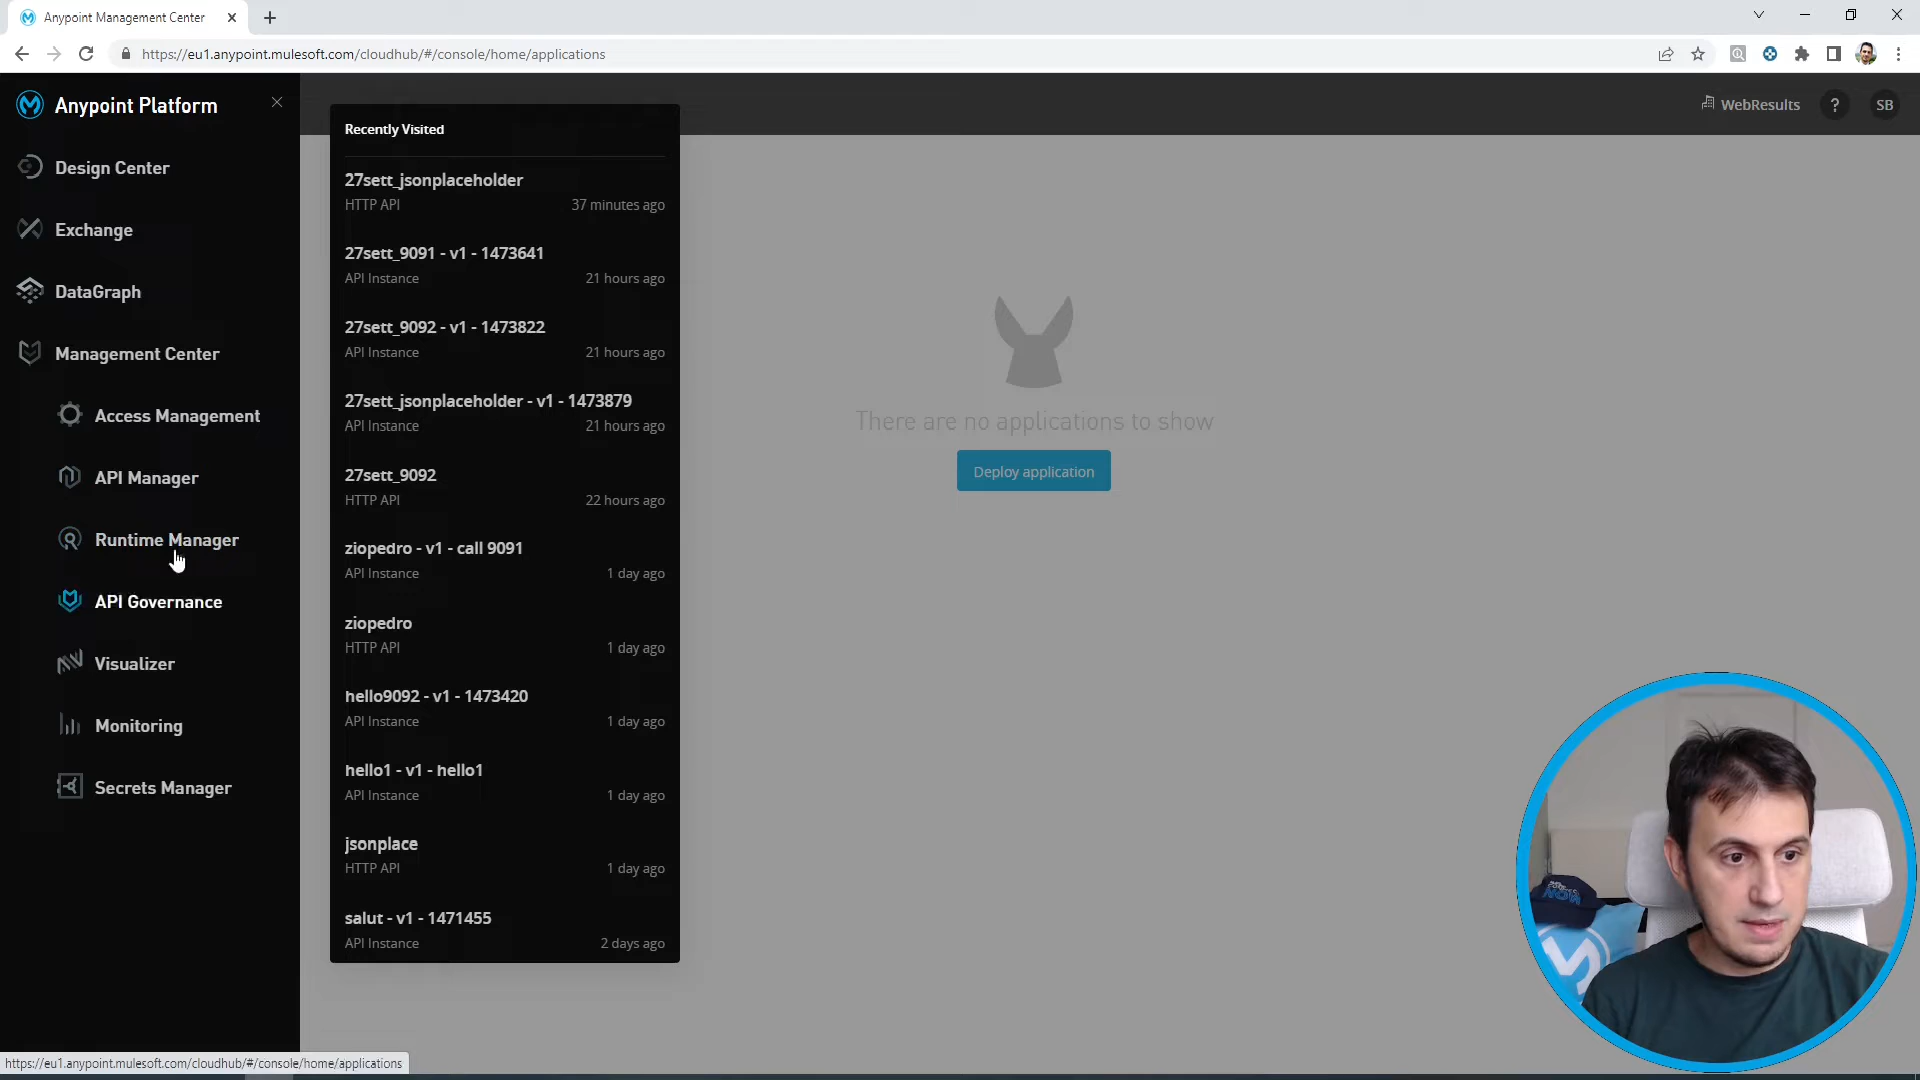 Anypoint Management Center
https://eu1.anypoint.mulesoft.com/cloudhub/#/console/home/applications
Anypoint Platform
Design Center
Exchange
DataGraph
Management Center
Access Management
API Manager
Runtime Manager
API Governance
Visualizer
Monitoring
Secrets Manager
Recently Visited
27sett_jsonplaceholder
HTTP API 37 minutes ago
27sett_9091 - v1 - 1473641
API Instance 21 hours ago
27sett_9092 - v1 - 1473822
API Instance 21 hours ago
27sett_jsonplaceholder - v1 - 1473879
API Instance 21 hours ago
27sett_9092
HTTP API 22 hours ago
ziopedro - v1 - call 9091
API Instance 1 day ago
ziopedro
HTTP API 1 day ago
hello9092 - v1 - 1473420
API Instance 1 day ago
hello1 - v1 - hello1
API Instance 1 day ago
jsonplace
HTTP API 1 day ago
salut - v1 - 1471455
API Instance 2 days ago
WebResults ? SB
There are no applications to show
Deploy application
https://eu1.anypoint.mulesoft.com/cloudhub/#/console/home/applications